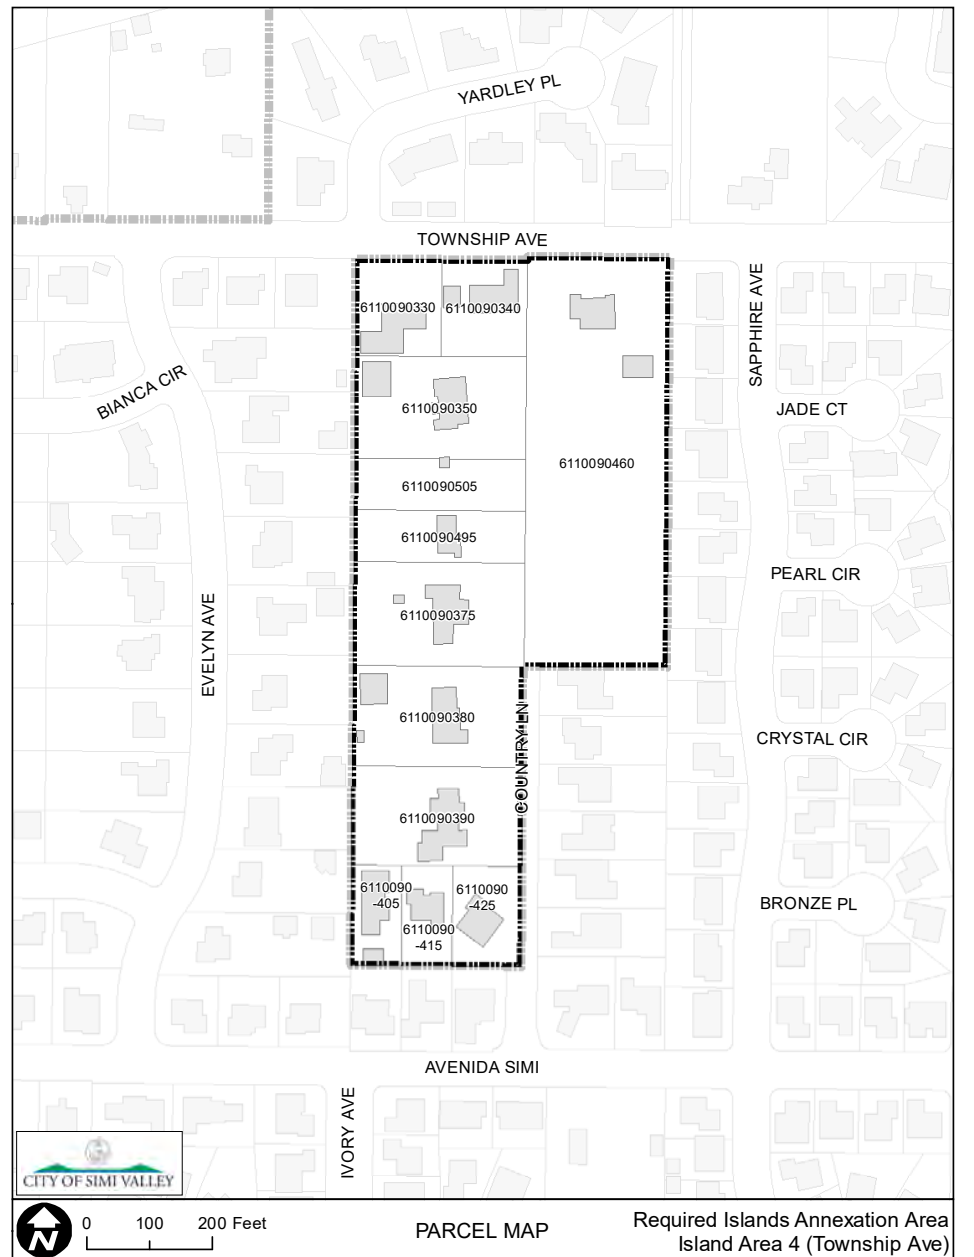 YARDLEY PL
TOWNSHIP AVE
6110090330
6110090340
SAPPHIRE AVE
BIANCA CIR
6110090350
JADE CT
6110090460
6110090505
6110090495
PEARL CIR
6110090375
EVELYN AVE
6110090380
COUNTRY LN
CRYSTAL CIR
6110090390
6110090
-405
6110090
-425
6110090
-415
BRONZE PL
AVENIDA SIMI
IVORY AVE
CITY OF SIMI VALLEY
N
0 100 200 Feet
PARCEL MAP
Required Islands Annexation Area
Island Area 4 (Township Ave)